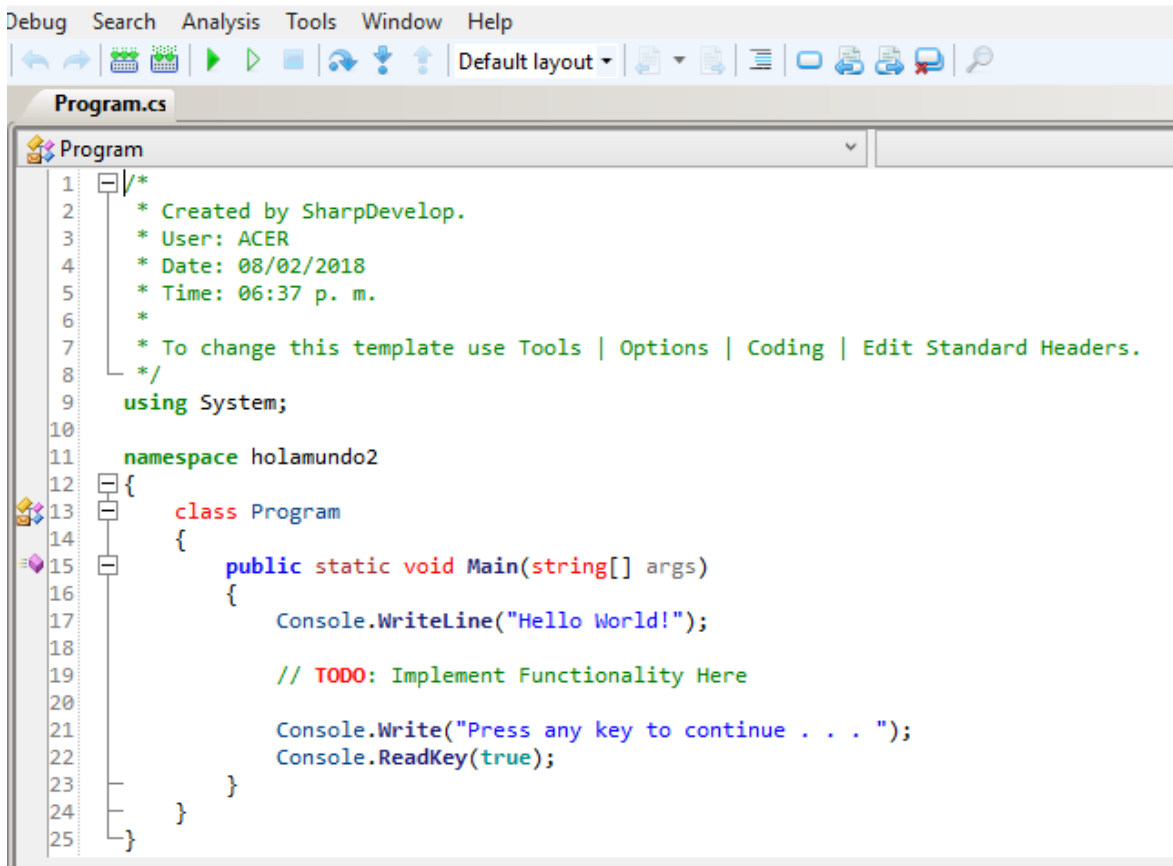 Debug Search Analysis Tools Window Help
Default layout
Program.cs
Program
1 /*
2  * Created by SharpDevelop.
3  * User: ACER
4  * Date: 08/02/2018
5  * Time: 06:37 p. m.
6  *
7  * To change this template use Tools | Options | Coding | Edit Standard Headers.
8  */
9 using System;
10
11 namespace holamundo2
12 {
13     class Program
14     {
15         public static void Main(string[] args)
16         {
17             Console.WriteLine("Hello World!");
18
19             // TODO: Implement Functionality Here
20
21             Console.Write("Press any key to continue . . . ");
22             Console.ReadKey(true);
23         }
24     }
25 }